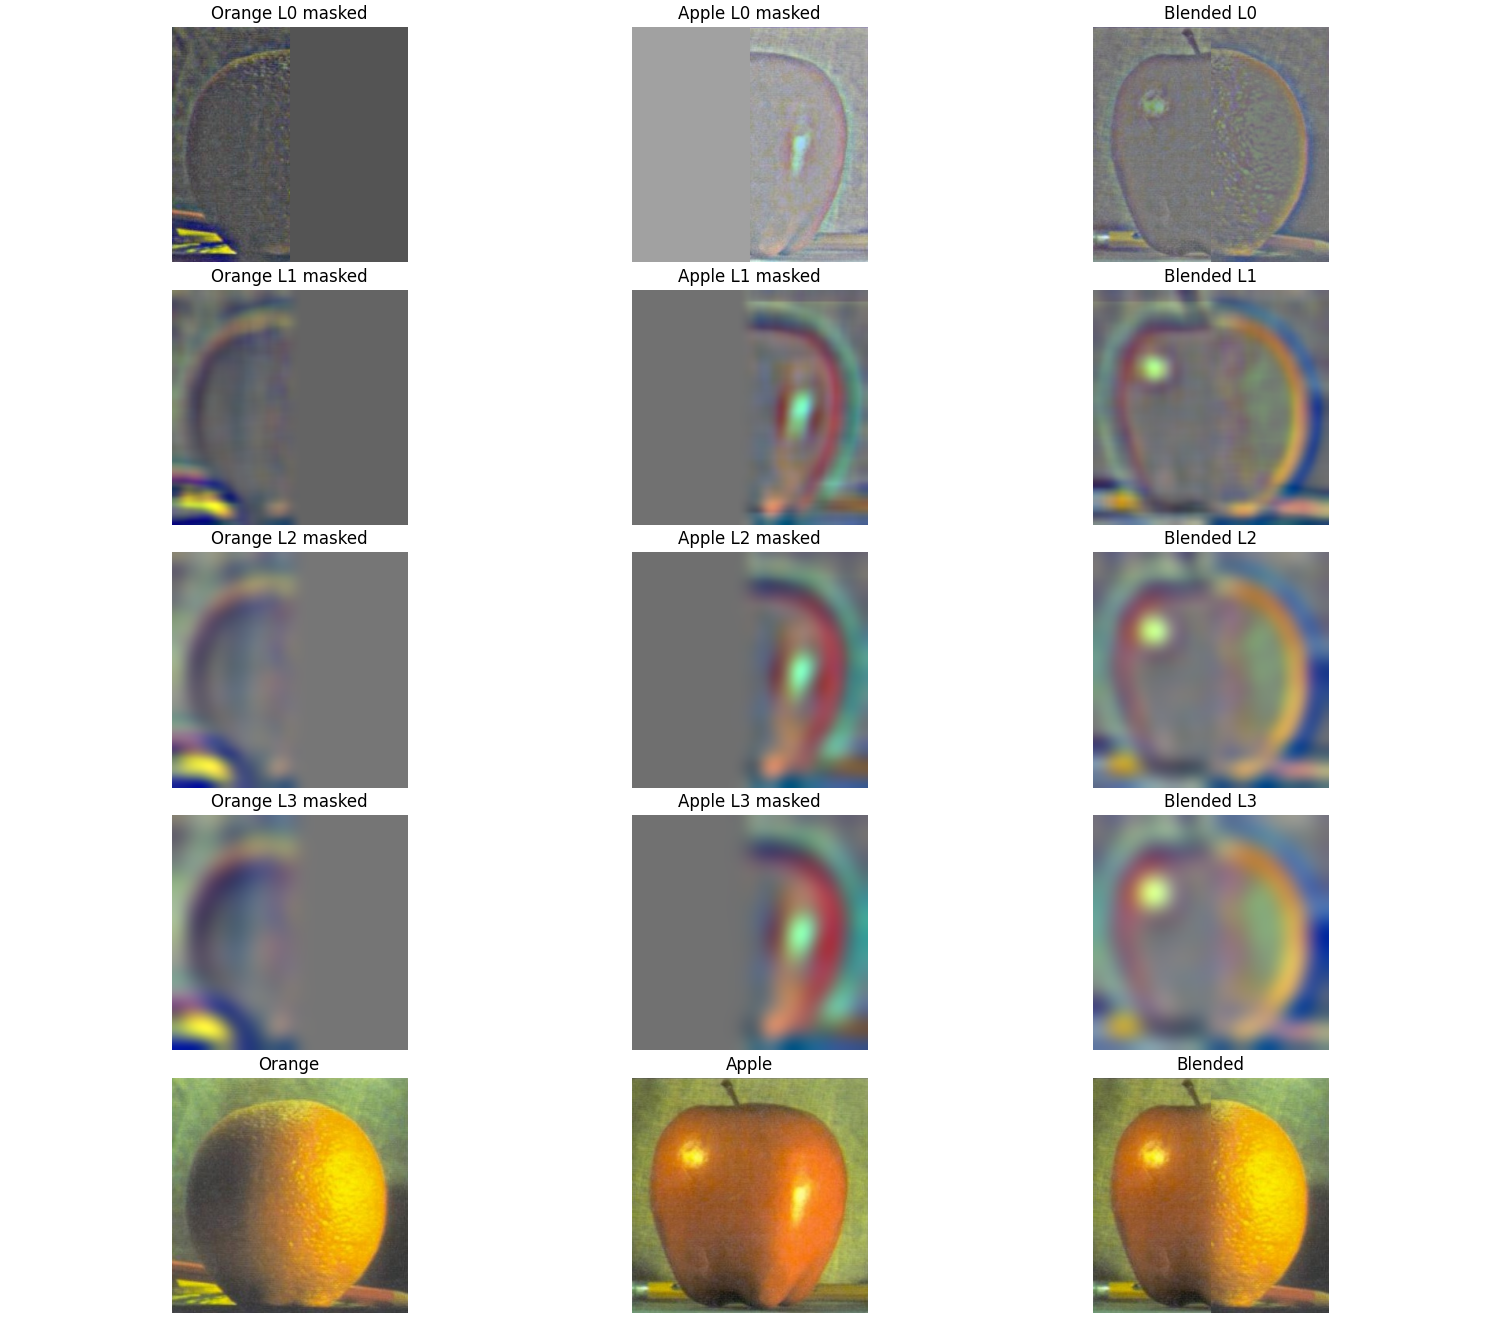 Orange L0 masked
Apple L0 masked
Blended L0
Orange L1 masked
Apple L1 masked
Blended L1
Orange L2 masked
Apple L2 masked
Blended L2
Orange L3 masked
Apple L3 masked
Blended L3
Orange
Apple
Blended